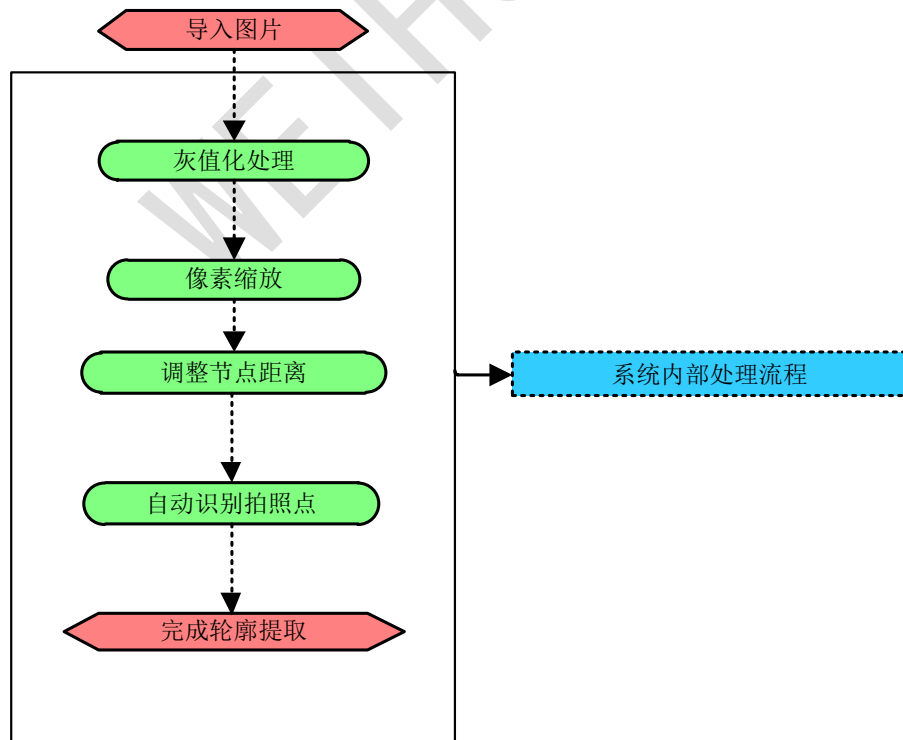 导入图片
灰值化处理
像素缩放
调整节点距离
系统内部处理流程
自动识别拍照点
完成轮廓提取